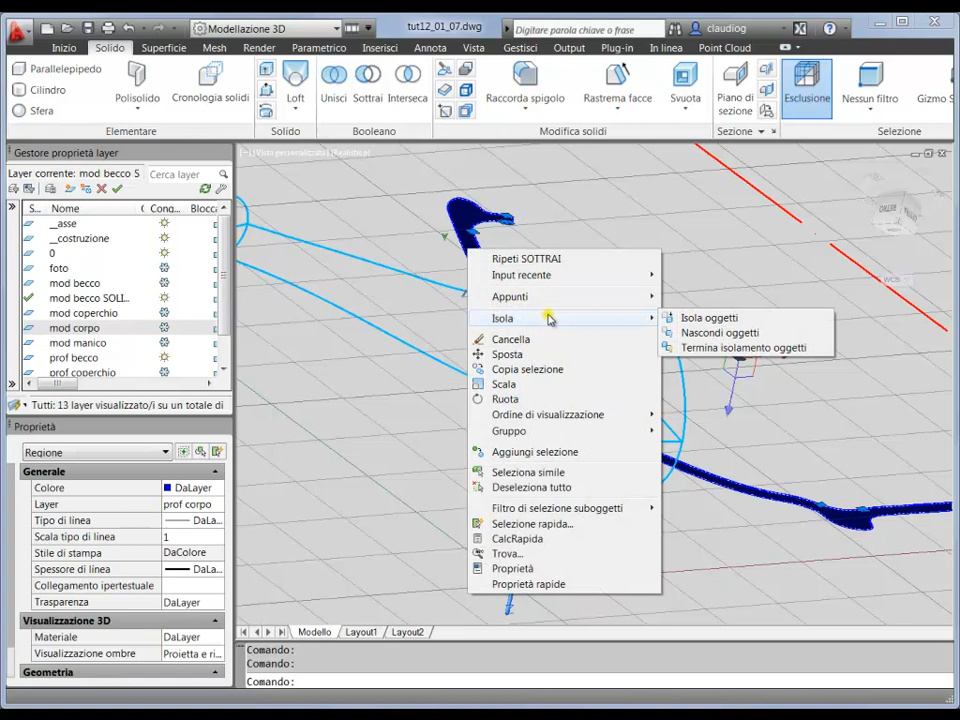 Modellazione 3D
tut12_01_07.dwg
Digitare parola chiave o frase
claudiog
Inizio Solido Superficie Mesh Render Parametrico Inserisci Annota Vista Gestisci Output Plug-in In linea Point Cloud
Parallelepipedo
Cilindro
Sfera
Polisolido
Cronologia solidi
Loft
Unisci Sottrai Interseca
Raccorda spigolo
Rastrema facce
Svuota
Piano di
sezione
Esclusione
Nessun filtro
Gizmo S
Elementare
Solido
Booleano
Modifica solidi
Sezione
Selezione
Gestore proprietà layer
Layer corrente: mod becco S
Cerca layer
S... Nome Cong... Blocca
__asse
__costruzione
0
foto
mod becco
mod becco SOLI...
mod coperchio
mod corpo
mod manico
prof becco
prof coperchio
Tutti: 13 layer visualizzato/i su un totale di
Proprietà
Regione
Generale
Colore DaLayer
Layer prof corpo
Tipo di linea DaLa...
Scala tipo di linea 1
Stile di stampa DaColore
Spessore di linea DaLa...
Collegamento ipertestuale
Trasparenza DaLayer
Visualizzazione 3D
Materiale DaLayer
Visualizzazione ombre Proietta e ri...
Geometria
Ripeti SOTTRAI
Input recente
Appunti
Isola
Cancella
Sposta
Copia selezione
Scala
Ruota
Ordine di visualizzazione
Gruppo
Aggiungi selezione
Seleziona simile
Deseleziona tutto
Filtro di selezione suboggetti
Selezione rapida...
CalcRapida
Trova...
Proprietà
Proprietà rapide
Isola oggetti
Nascondi oggetti
Termina isolamento oggetti
Y
Z
WCS
Modello Layout1 Layout2
Comando:
Comando:
Comando: